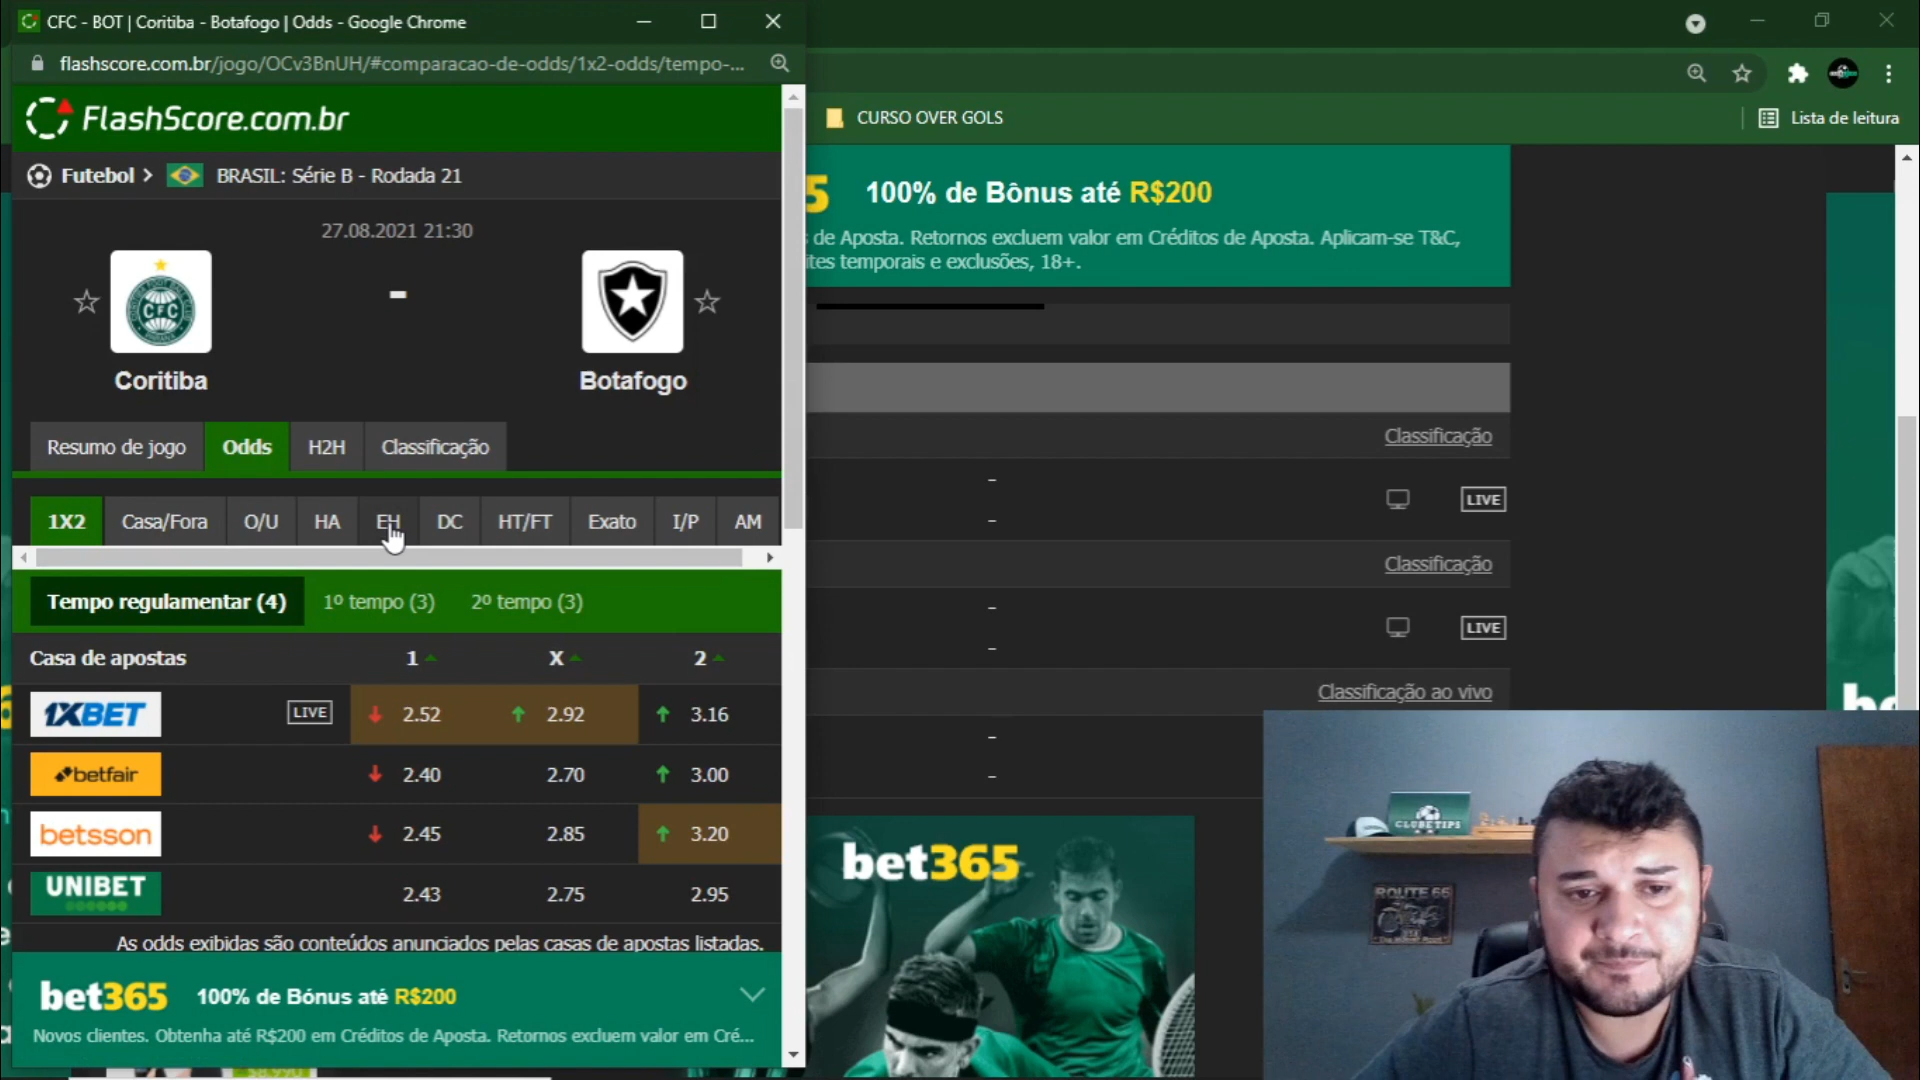 CFC - BOT | Coritiba - Botafogo | Odds - Google Chrome
flashscore.com.br/jogo/OCv3BnUH/#comparacao-de-odds/1x2-odds/tempo-...
FlashScore.com.br
Futebol > BRASIL: Série B - Rodada 21
27.08.2021 21:30
-
CFC
Coritiba
Botafogo
Resumo de jogo Odds H2H Classificação
1X2 Casa/Fora O/U HA EH DC HT/FT Exato I/P AM
Tempo regulamentar (4) 1º tempo (3) 2º tempo (3)
Casa de apostas 1 X 2
1XBET LIVE 2.52 2.92 3.16
betfair 2.40 2.70 3.00
betsson 2.45 2.85 3.20
UNIBET 2.43 2.75 2.95
As odds exibidas são conteúdos anunciados pelas casas de apostas listadas.
bet365 100% de Bónus até R$200
Novos clientes. Obtenha até R$200 em Créditos de Aposta. Retornos excluem valor em Cré...
CURSO OVER GOLS
Lista de leitura
5 100% de Bônus até R$200
de Aposta. Retornos excluem valor em Créditos de Aposta. Aplicam-se T&C,
ites temporais e exclusões, 18+.
Classificação
-
LIVE
-
Classificação
-
LIVE
-
Classificação ao vivo
-
-
bet365
CLUBETIPS
ROUTE 66